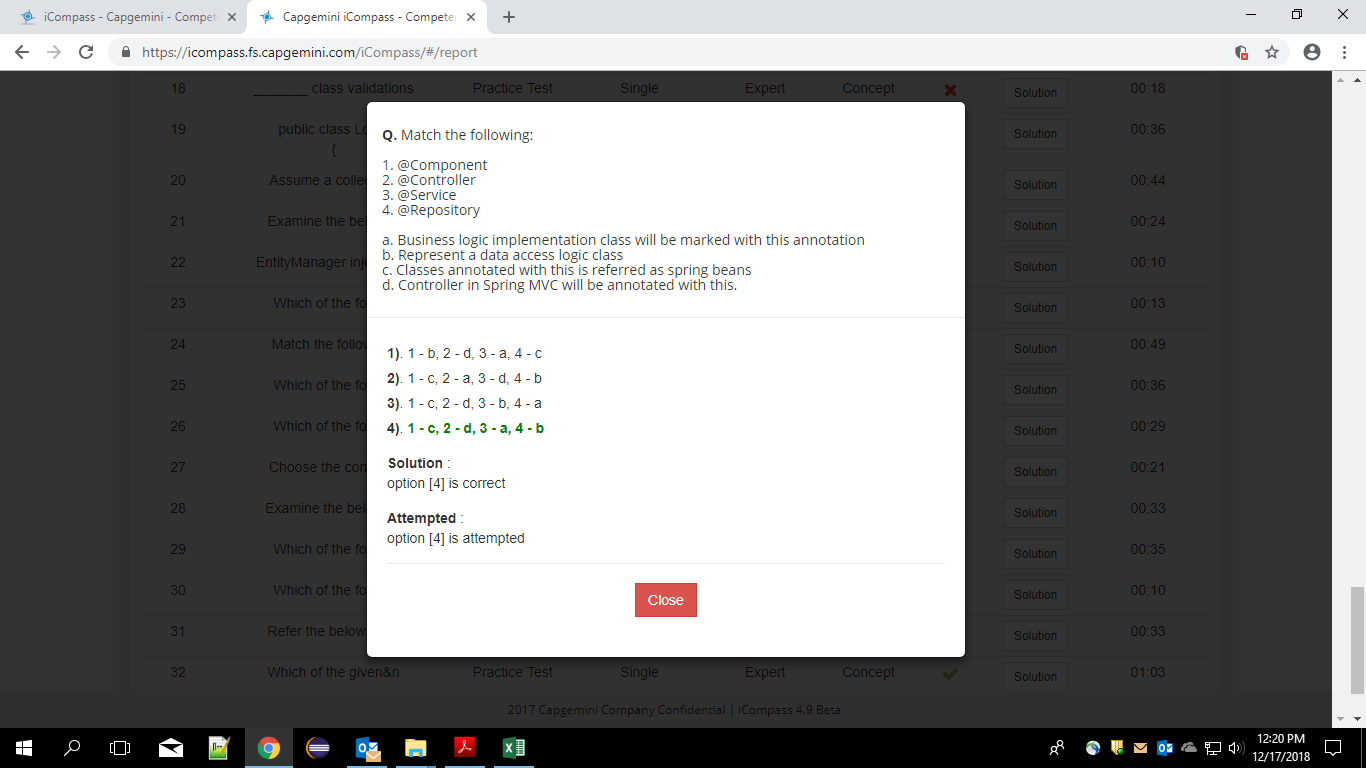 iCompass - Capgemini - Compet
Capgemini iCompass - Competen
https://icompass.fs.capgemini.com/iCompass/#/report
18 ________ class validations Practice Test Single Expert Concept Solution 00:18
19 public class Lo Solution 00:36
{
20 Assume a colle Solution 00:44
21 Examine the be Solution 00:24
22 EntityManager inj Solution 00:10
23 Which of the fo Solution 00:13
24 Match the follo Solution 00:49
25 Which of the fo Solution 00:36
26 Which of the fo Solution 00:29
27 Choose the cor Solution 00:21
28 Examine the bel Solution 00:33
29 Which of the fo Solution 00:35
30 Which of the fo Solution 00:10
31 Refer the below Solution 00:33
32 Which of the given&n Practice Test Single Expert Concept Solution 01:03
Q. Match the following:
1. @Component
2. @Controller
3. @Service
4. @Repository
a. Business logic implementation class will be marked with this annotation
b. Represent a data access logic class
c. Classes annotated with this is referred as spring beans
d. Controller in Spring MVC will be annotated with this.
1). 1 - b, 2 - d, 3 - a, 4 - c
2). 1 - c, 2 - a, 3 - d, 4 - b
3). 1 - c, 2 - d, 3 - b, 4 - a
4). 1 - c, 2 - d, 3 - a, 4 - b
Solution :
option [4] is correct
Attempted :
option [4] is attempted
Close
2017 Capgemini Company Confidential | iCompass 4.9 Beta
12:20 PM
12/17/2018